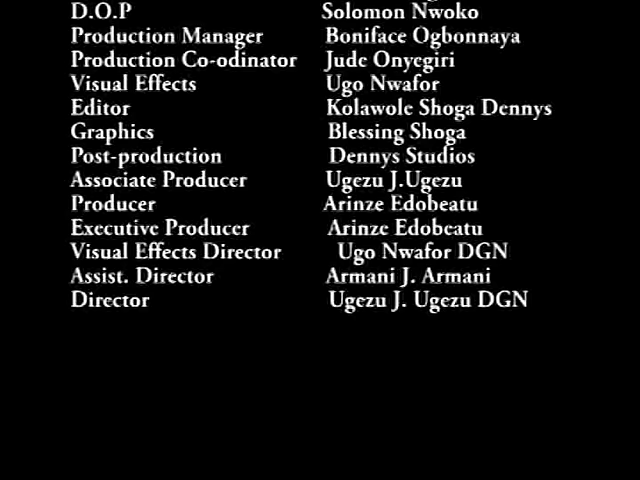 D.O.P Solomon Nwoko
Production Manager Boniface Ogbonnaya
Production Co-odinator Jude Onyegiri
Visual Effects Ugo Nwafor
Editor Kolawole Shoga Dennys
Graphics Blessing Shoga
Post-production Dennys Studios
Associate Producer Ugezu J.Ugezu
Producer Arinze Edobeatu
Executive Producer Arinze Edobeatu
Visual Effects Director Ugo Nwafor DGN
Assist. Director Armani J. Armani
Director Ugezu J. Ugezu DGN